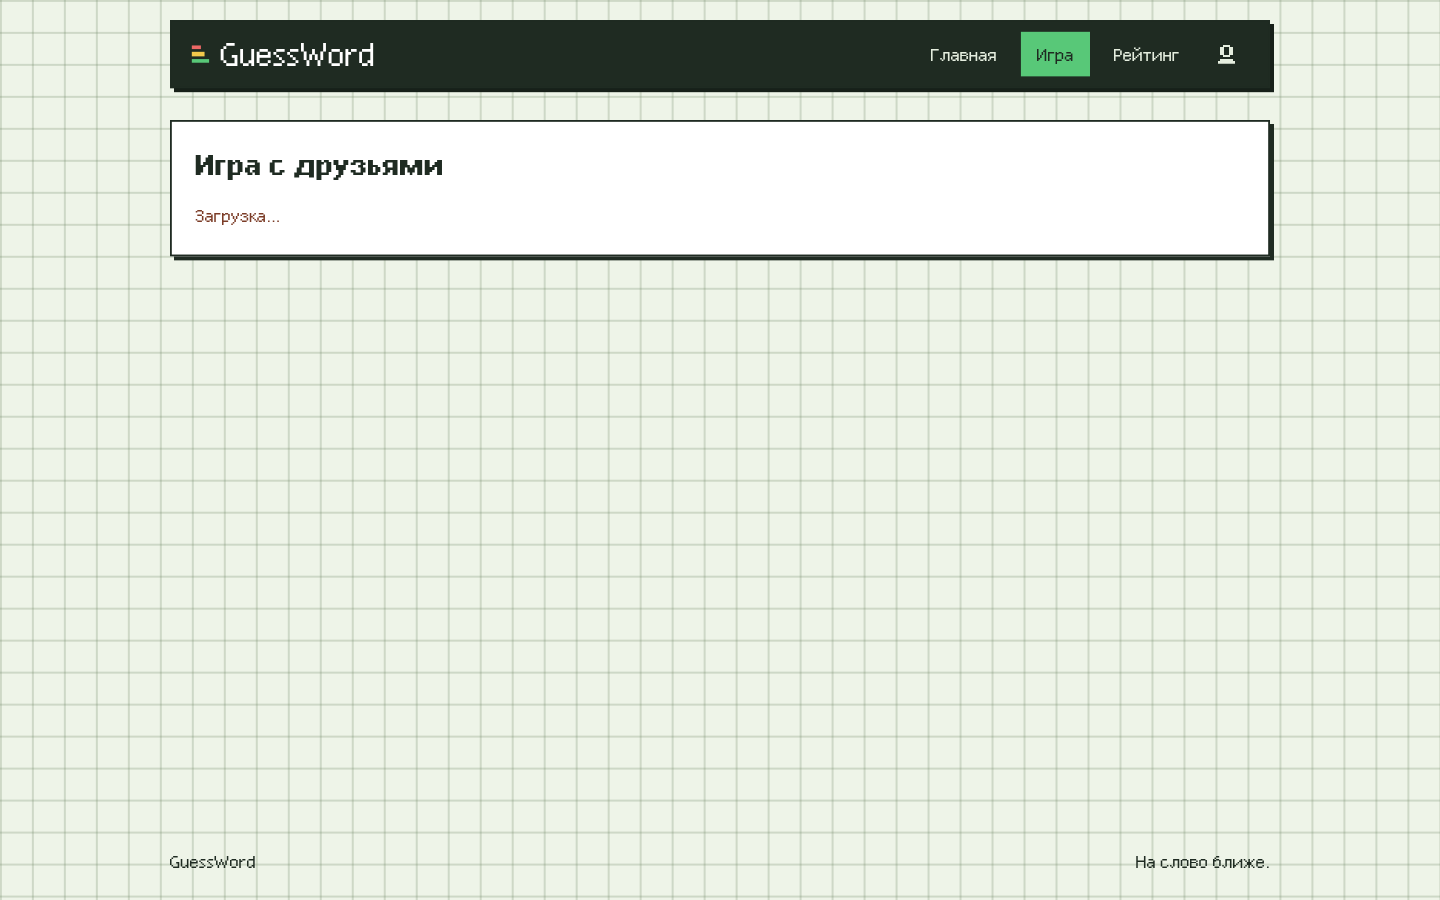 GuessWord
Главная Игра Рейтинг
Игра с друзьями
Загрузка...
GuessWord
На слово ближе.